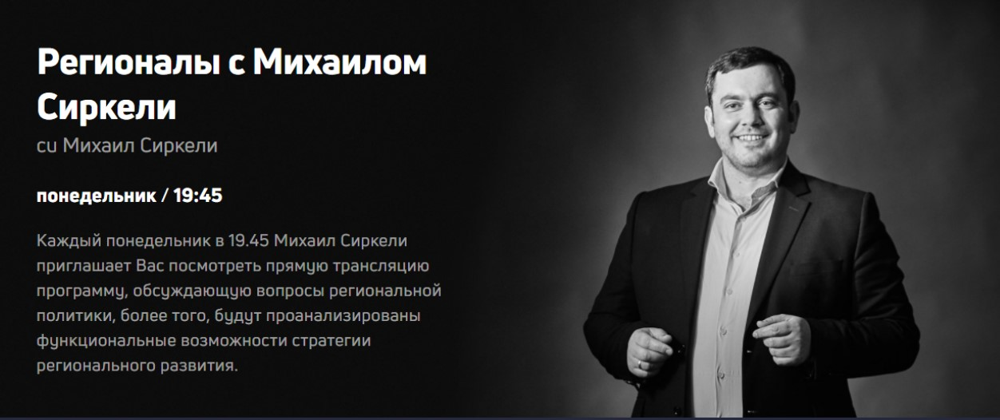 Регионалы с Михаилом
Сиркели
cu Михаил Сиркели
понедельник / 19:45
Каждый понедельник в 19.45 Михаил Сиркели
приглашает Вас посмотреть прямую трансляцию
программу, обсуждающую вопросы региональной
политики, более того, будут проанализированы
функциональные возможности стратегии
регионального развития.